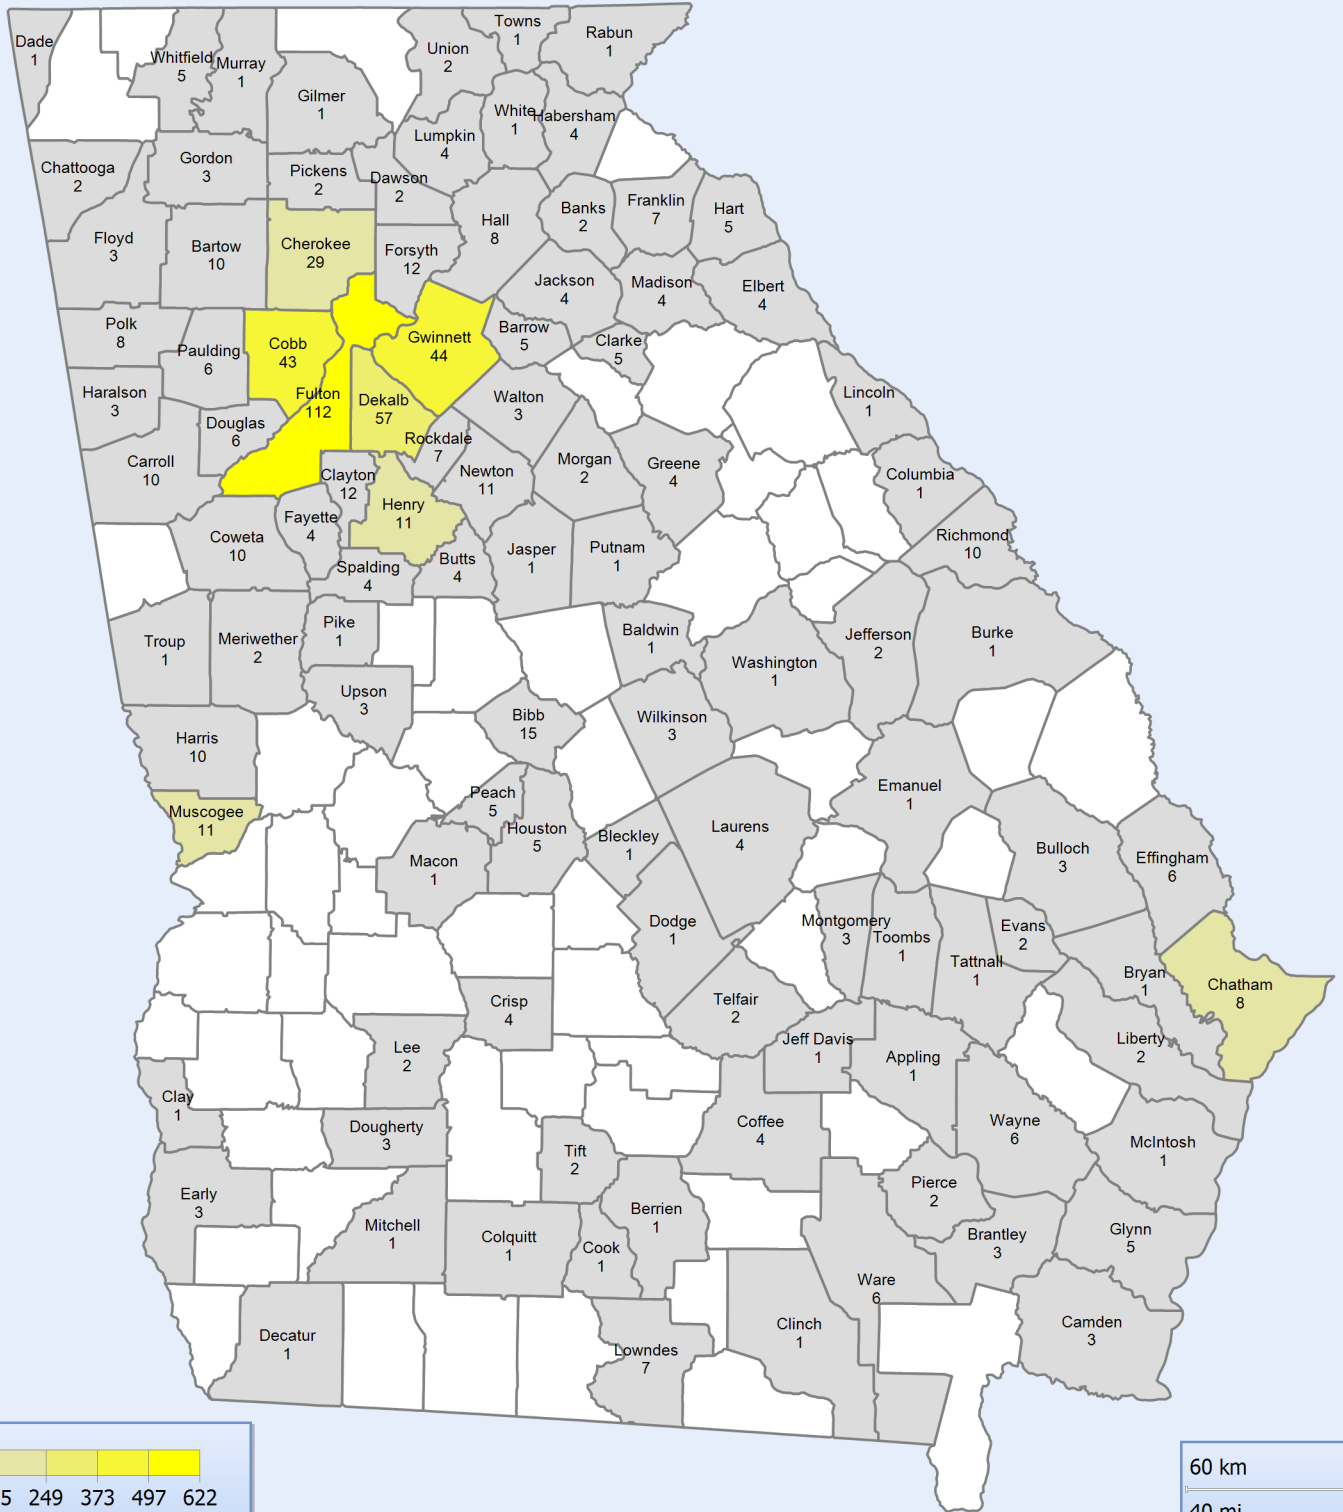 Dade
1
Whitfield
5
Murray
1
Gilmer
1
Union
2
Towns
1
Rabun
1
White
1
Habersham
4
Lumpkin
4
Chattooga
2
Gordon
3
Pickens
2
Dawson
2
Hall
8
Banks
2
Franklin
7
Hart
5
Floyd
3
Bartow
10
Cherokee
29
Forsyth
12
Jackson
4
Madison
4
Elbert
4
Polk
8
Paulding
6
Cobb
43
Gwinnett
44
Barrow
5
Clarke
5
Haralson
3
Douglas
6
Fulton
112
Dekalb
57
Walton
3
Lincoln
1
Rockdale
7
Carroll
10
Clayton
12
Henry
11
Newton
11
Morgan
2
Greene
4
Columbia
1
Fayette
4
Coweta
10
Spalding
4
Butts
4
Jasper
1
Putnam
1
Richmond
10
Troup
1
Meriwether
2
Pike
1
Baldwin
1
Washington
1
Jefferson
2
Burke
1
Upson
3
Harris
10
Bibb
15
Wilkinson
3
Muscogee
11
Peach
5
Houston
5
Bleckley
1
Laurens
4
Emanuel
1
Macon
1
Bulloch
3
Effingham
6
Dodge
1
Montgomery
3
Toombs
1
Evans
2
Tattnall
1
Bryan
1
Chatham
8
Crisp
4
Telfair
2
Jeff Davis
1
Appling
1
Liberty
2
Lee
2
Clay
1
Dougherty
3
Coffee
4
Wayne
6
McIntosh
1
Tift
2
Early
3
Mitchell
1
Colquitt
1
Cook
1
Berrien
1
Pierce
2
Brantley
3
Glynn
5
Ware
6
Decatur
1
Lowndes
7
Clinch
1
Camden
3
5 249 373 497 622
60 km
40 mi